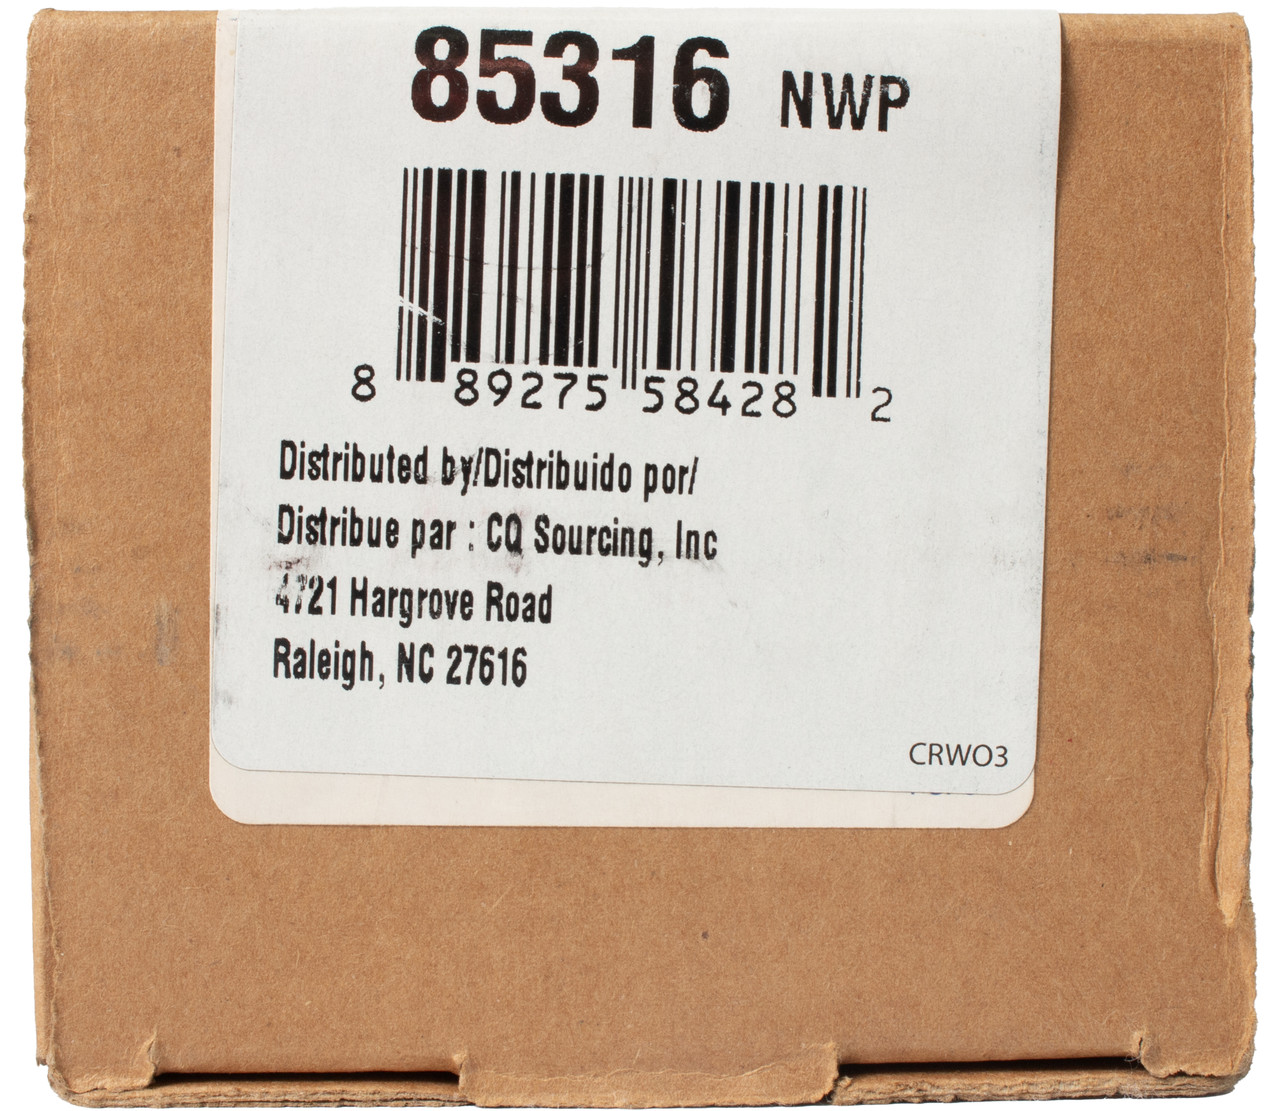 85316 NWP
8 89275 58428 2
Distributed by/Distribuido por/
Distribue par : CQ Sourcing, Inc
4721 Hargrove Road
Raleigh, NC 27616
CRWO3